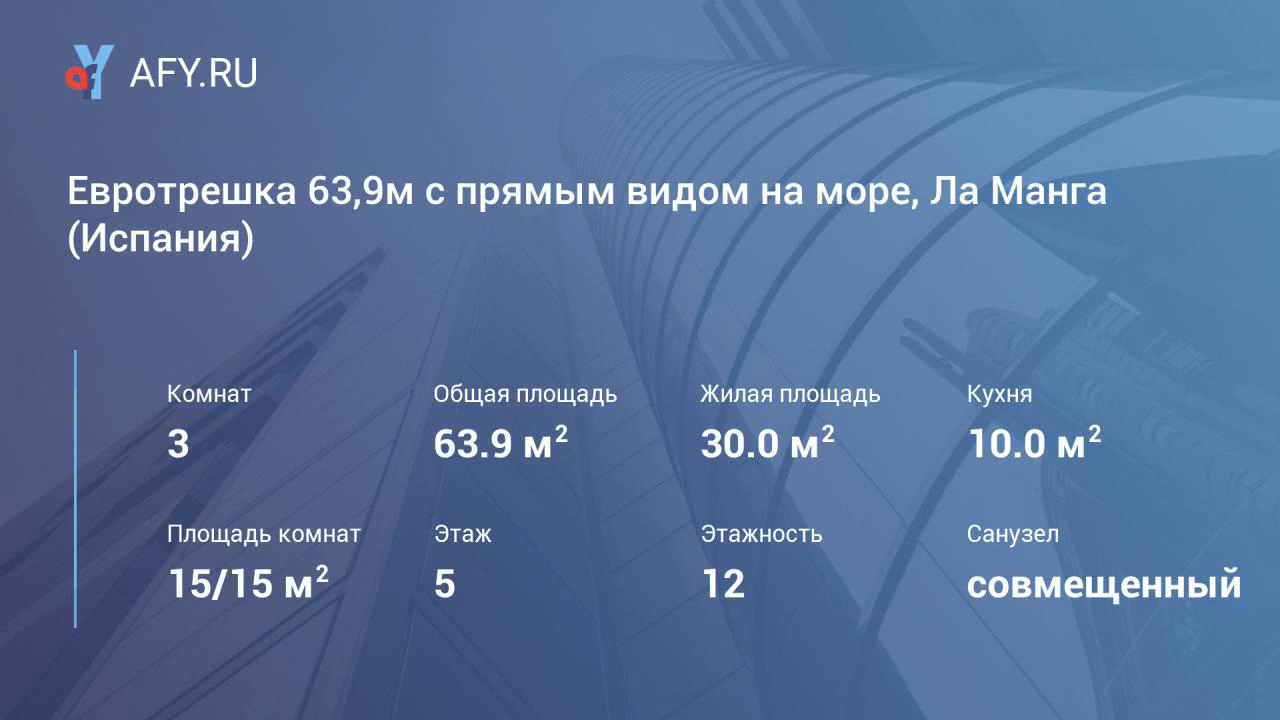 afy AFY.RU
Евротрешка 63,9м с прямым видом на море, Ла Манга
(Испания)
Комнат Общая площадь Жилая площадь Кухня
3 63.9 м² 30.0 м² 10.0 м²
Площадь комнат Этаж Этажность Санузел
15/15 м² 5 12 совмещенный